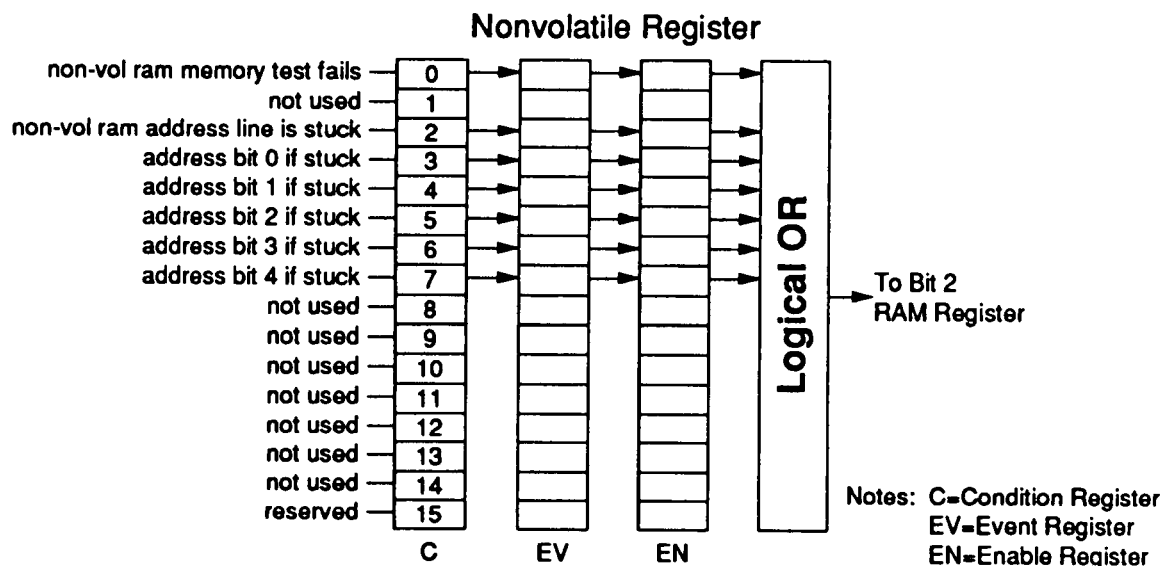 Nonvolatile Register
non-vol ram memory test fails 0
not used 1
non-vol ram address line is stuck 2
address bit 0 if stuck 3
address bit 1 if stuck 4
address bit 2 if stuck 5
address bit 3 if stuck 6
address bit 4 if stuck 7
not used 8
not used 9
not used 10
not used 11
not used 12
not used 13
not used 14
reserved 15
C EV EN
Logical OR
To Bit 2
RAM Register
Notes: C=Condition Register
EV=Event Register
EN=Enable Register